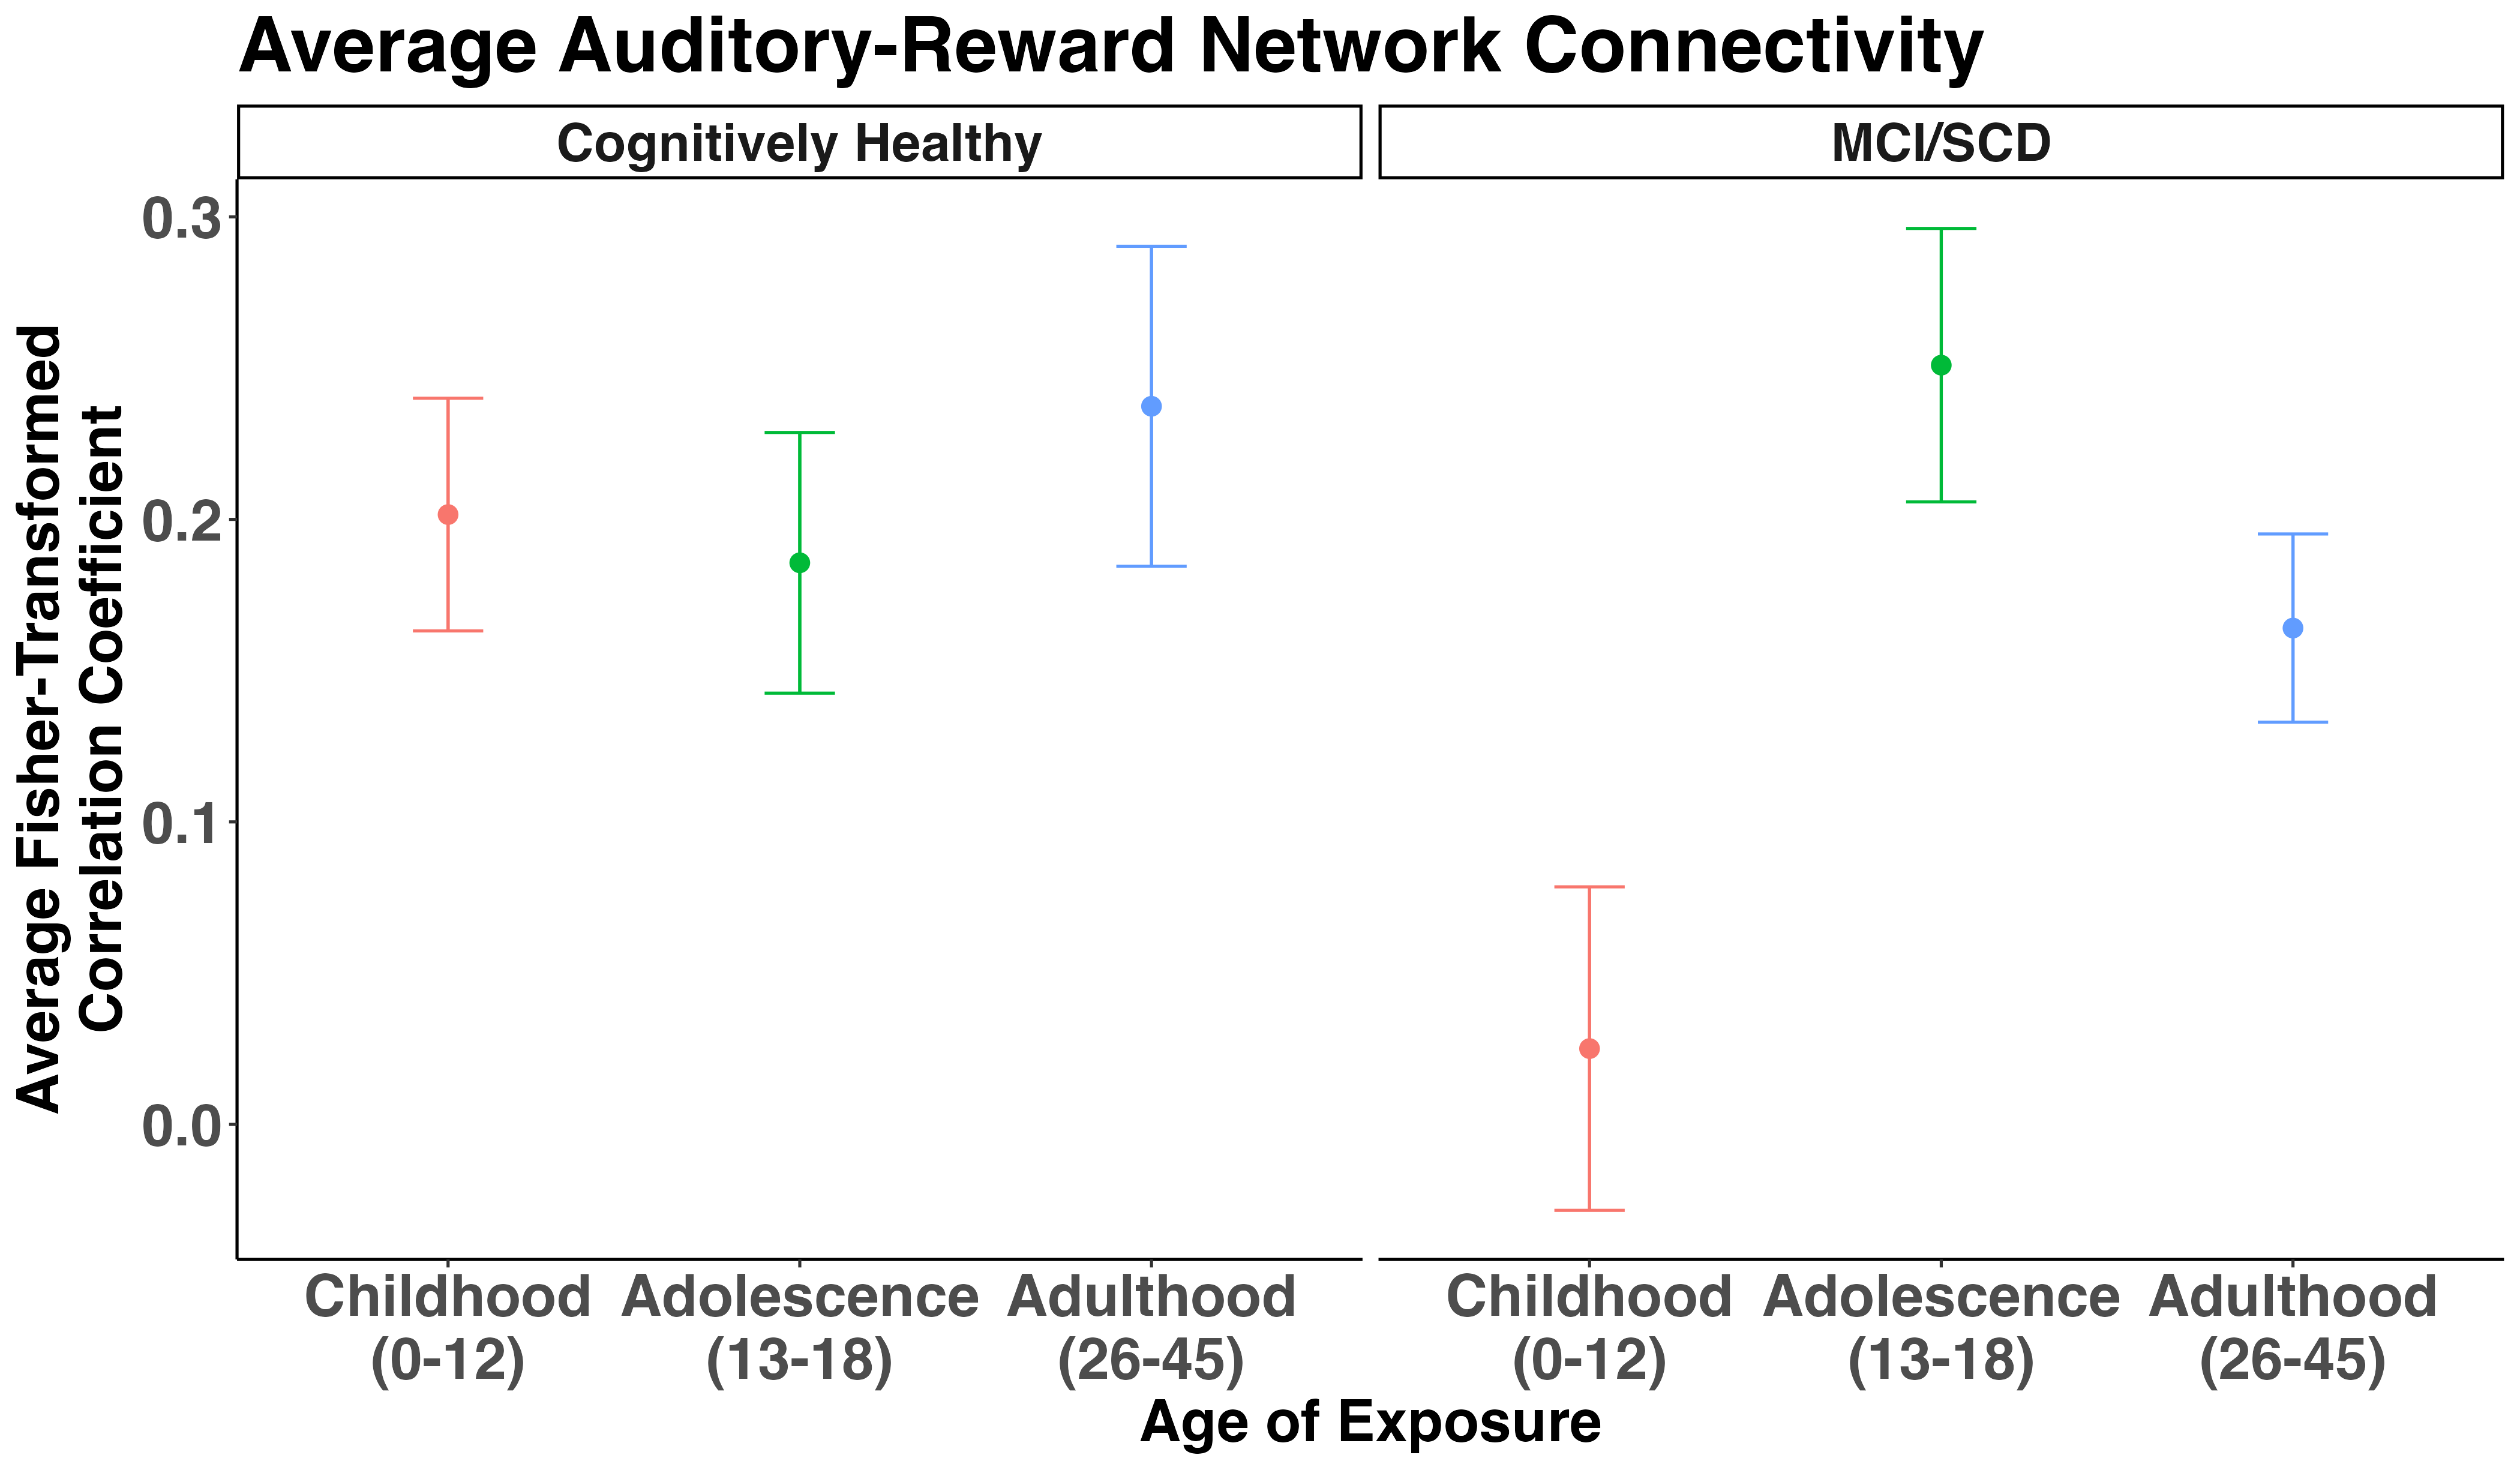 Average Auditory-Reward Network Connectivity
Cognitively Healthy
MCI/SCD
Average Fisher-Transformed
Correlation Coefficient
0.3
0.2
0.1
0.0
Childhood
(0-12)
Adolescence
(13-18)
Adulthood
(26-45)
Childhood
(0-12)
Adolescence
(13-18)
Adulthood
(26-45)
Age of Exposure